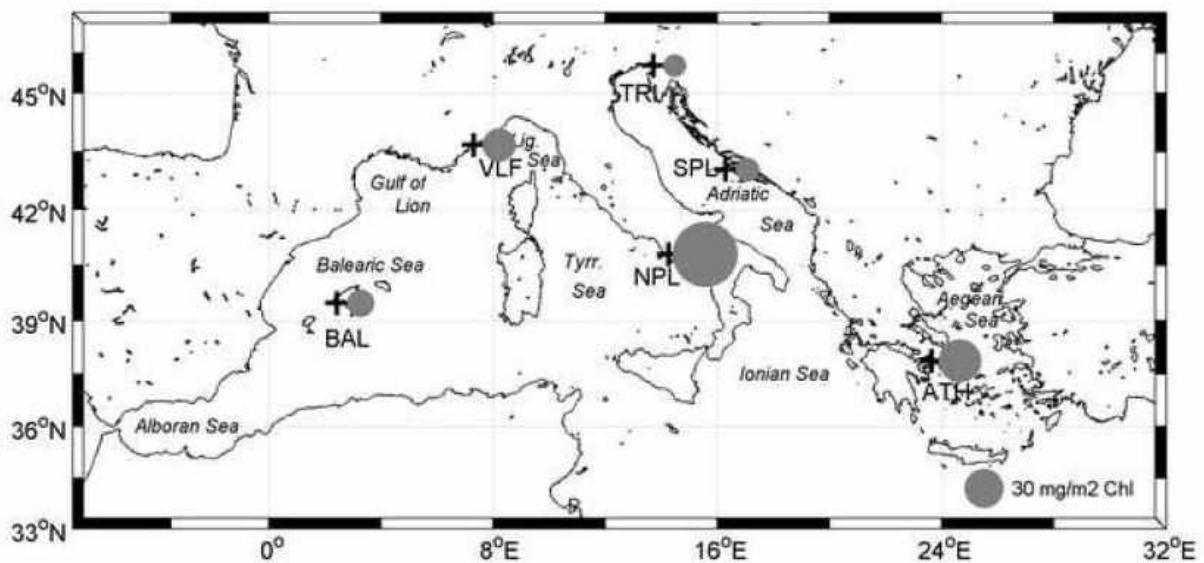 45°N
TRI
VLF
Lig.
Sea
Gulf of
Lion
SPL
Adriatic
Sea
42°N
Balearic Sea
Tyrr.
Sea
NPL
Aegean
Sea
39°N
BAL
Ionian Sea
ATH
36°N
Alboran Sea
30 mg/m2 Chl
33°N
0°E
8°E
16°E
24°E
32°E